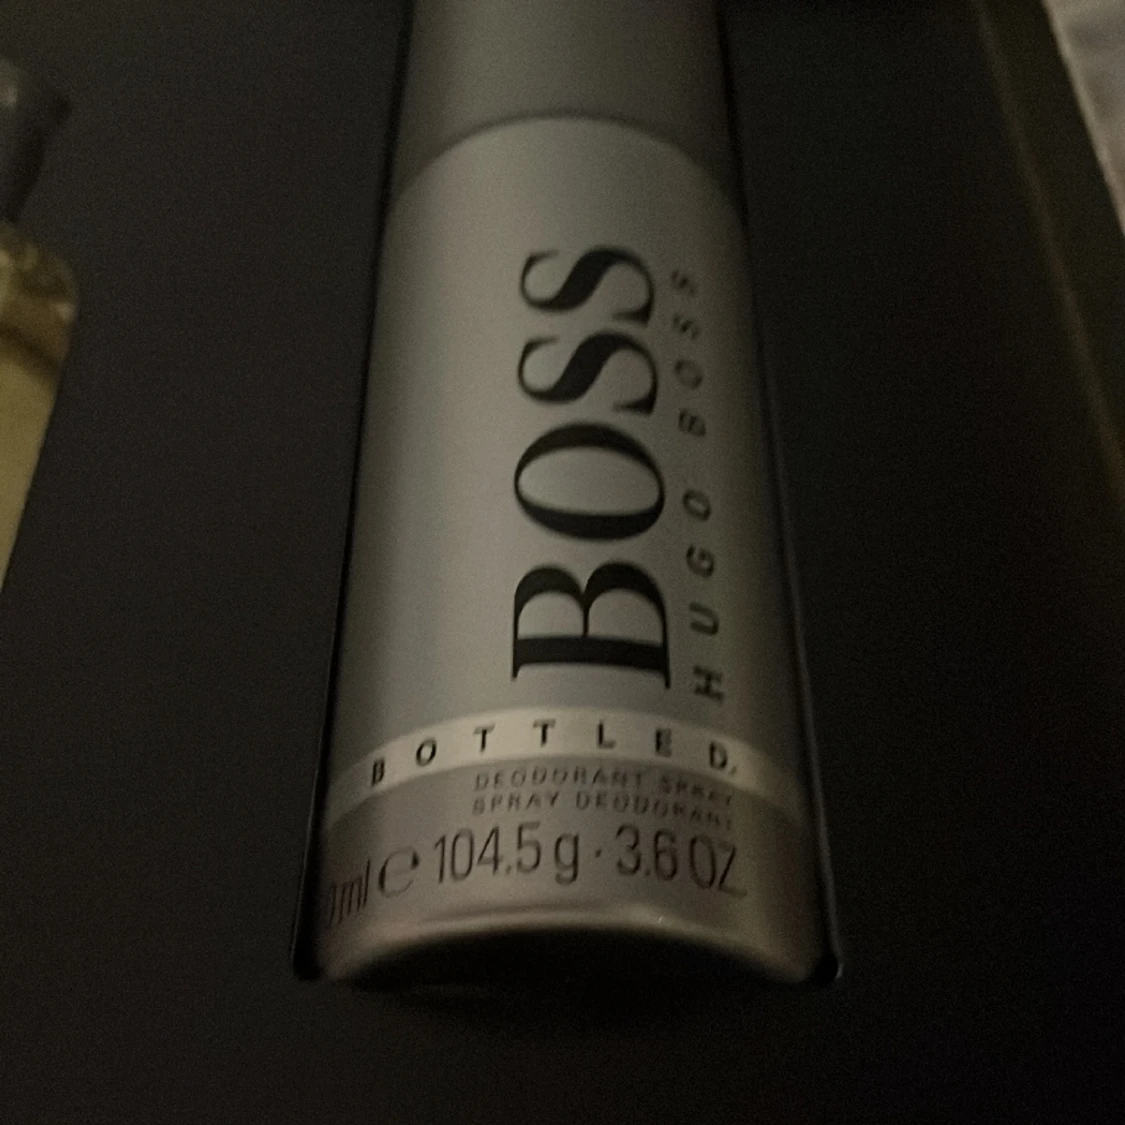 BOSS
HUGO BOSS
BOTTLED.
DEODORANT SPRAY
SPRAY DEODORANT
ml e 104.5 g · 3.6 OZ